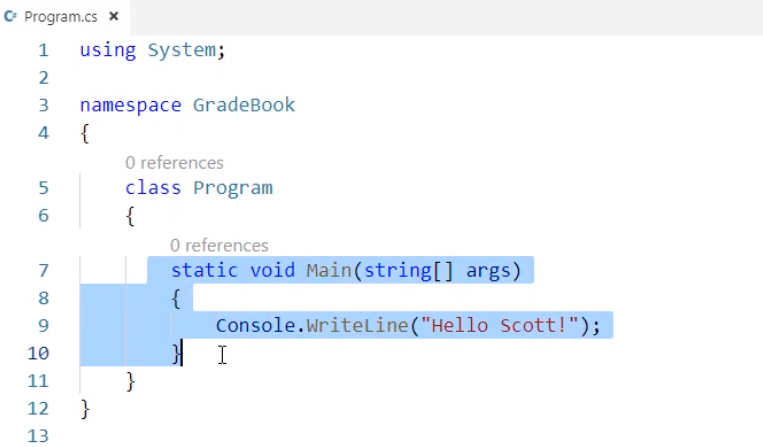 C# Program.cs ×
1 using System;
2
3 namespace GradeBook
4 {
0 references
5 class Program
6 {
0 references
7 static void Main(string[] args)
8 {
9 Console.WriteLine("Hello Scott!");
10 }
11 }
12 }
13